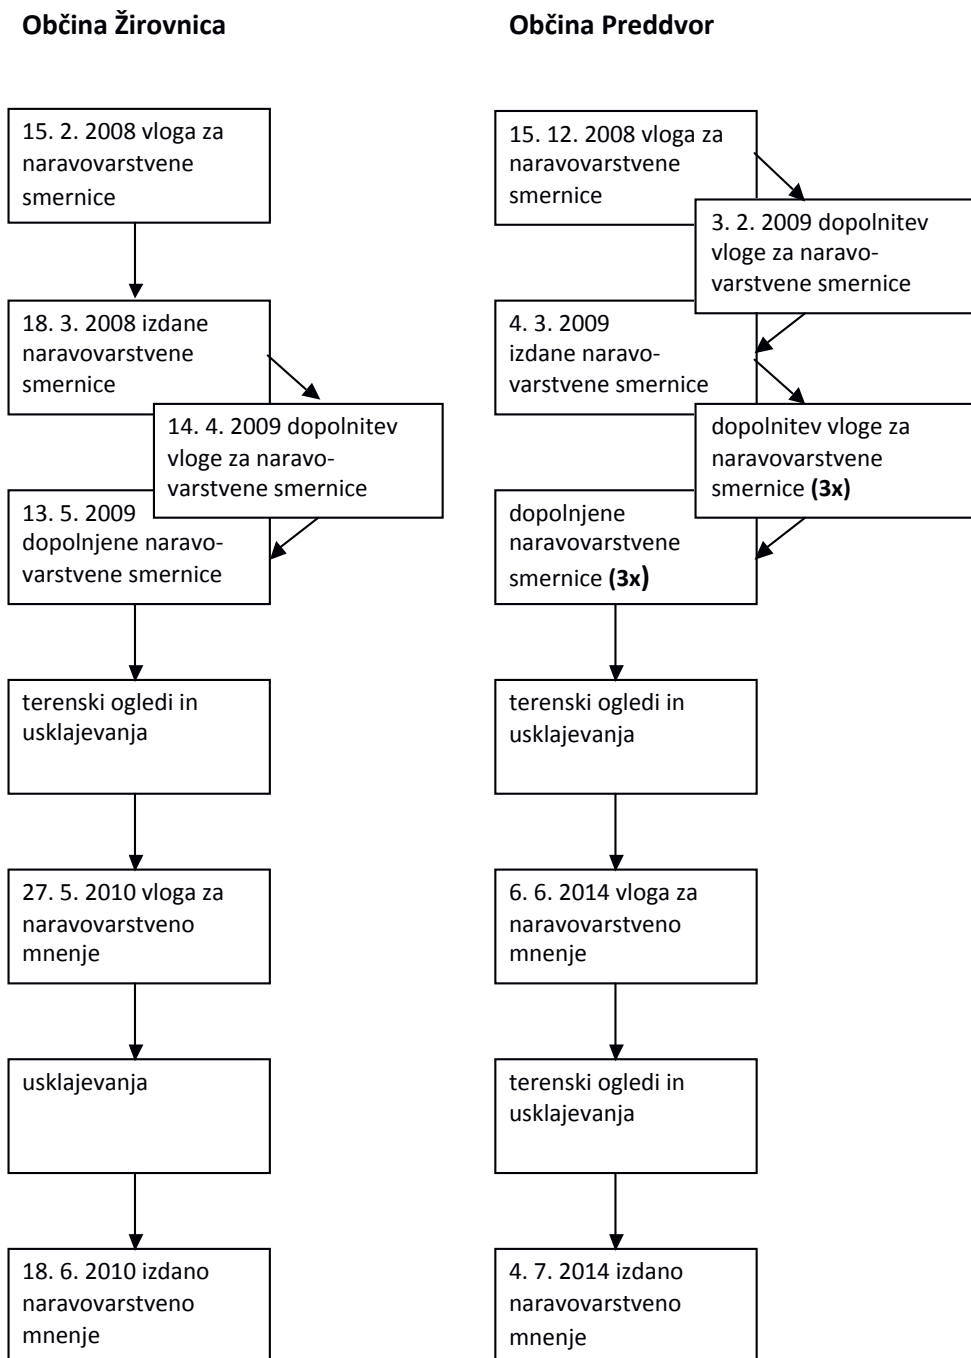 Občina Žirovnica
15. 2. 2008 vloga za
naravovarstvene
smernice
18. 3. 2008 izdane
naravovarstvene
smernice
14. 4. 2009 dopolnitev
vloge za naravo-
varstvene smernice
13. 5. 2009
dopolnjene naravo-
varstvene smernice
terenski ogledi in
usklajevanja
27. 5. 2010 vloga za
naravovarstveno
mnenje
usklajevanja
18. 6. 2010 izdano
naravovarstveno
mnenje
Občina Preddvor
15. 12. 2008 vloga za
naravovarstvene
smernice
3. 2. 2009 dopolnitev
vloge za naravo-
varstvene smernice
4. 3. 2009
izdane naravo-
varstvene smernice
dopolnitev vloge za
naravovarstvene
smernice (3x)
dopolnjene
naravovarstvene
smernice (3x)
terenski ogledi in
usklajevanja
6. 6. 2014 vloga za
naravovarstveno
mnenje
terenski ogledi in
usklajevanja
4. 7. 2014 izdano
naravovarstveno
mnenje